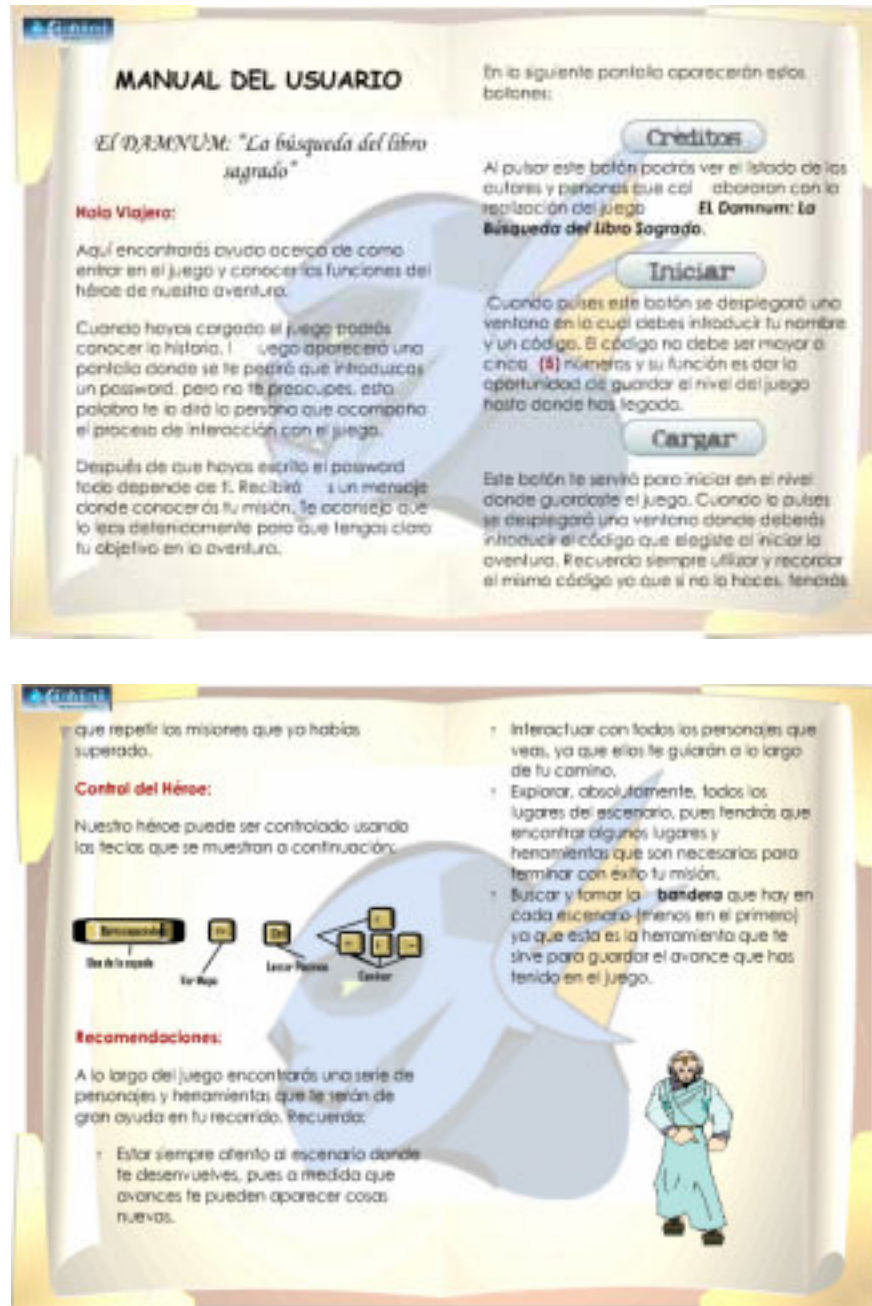 MANUAL DEL USUARIO
El DAMNUM: "La búsqueda del libro
sagrado"
Hola Viajero:
Aquí encontrarás ayuda acerca de como
entrar en el juego y conocer las funciones del
héroe de nuestra aventura.
Cuando hayas cargado el juego podrás
conocer la historia. l uego aparecerá una
pantalla donde se te pedirá que introduzcas
un password, pero no te preocupes, esta
palabra te la dirá la persona que acompaña
el proceso de interacción con el juego.
Después de que hayas escrito el password
todo depende de ti. Recibirá s un mensaje
donde conocerás tu misión. Te aconsejo que
lo leas detenidamente para que tengas claro
tu objetivo en la aventura.
En la siguiente pantalla aparecerán estos
botones:
Créditos
Al pulsar este botón podrás ver el listado de los
autores y personas que col aboraron con la
realización del juego EL Damnum: La
Búsqueda del Libro Sagrado.
Iniciar
Cuando pulses este botón se desplegará una
ventana en la cual debes introducir tu nombre
y un código. El código no debe ser mayor a
cinco (5) números y su función es dar la
oportunidad de guardar el nivel del juego
hasta donde has llegado.
Cargar
Este botón te servirá para iniciar en el nivel
donde guardaste el juego. Cuando lo pulses
se desplegará una ventana donde deberás
introducir el código que elegiste al iniciar la
aventura. Recuerda siempre utilizar y recordar
el mismo código ya que si no lo haces, tendrás
que repetir las misiones que ya habías
superado.
Control del Héroe:
Nuestro héroe puede ser controlado usando
las teclas que se muestran a continuación:
Barra espaciadora
Uso de la espada
Ver Mapa
Ctrl
Lanzar Poderes
Caminar
Recomendaciones:
A lo largo del juego encontrarás una serie de
personajes y herramientas que te serán de
gran ayuda en tu recorrido. Recuerda:
Estar siempre atento al escenario donde
te desenvuelves, pues a medida que
avances te pueden aparecer cosas
nuevas.
Interactuar con todos los personajes que
veas, ya que ellos te guiarán a lo largo
de tu camino.
Explorar, absolutamente, todos los
lugares del escenario, pues tendrás que
encontrar algunos lugares y
herramientas que son necesarias para
terminar con éxito tu misión.
Buscar y tomar la bandera que hay en
cada escenario (menos en el primero)
ya que esta es la herramienta que te
sirve para guardar el avance que has
tenido en el juego.